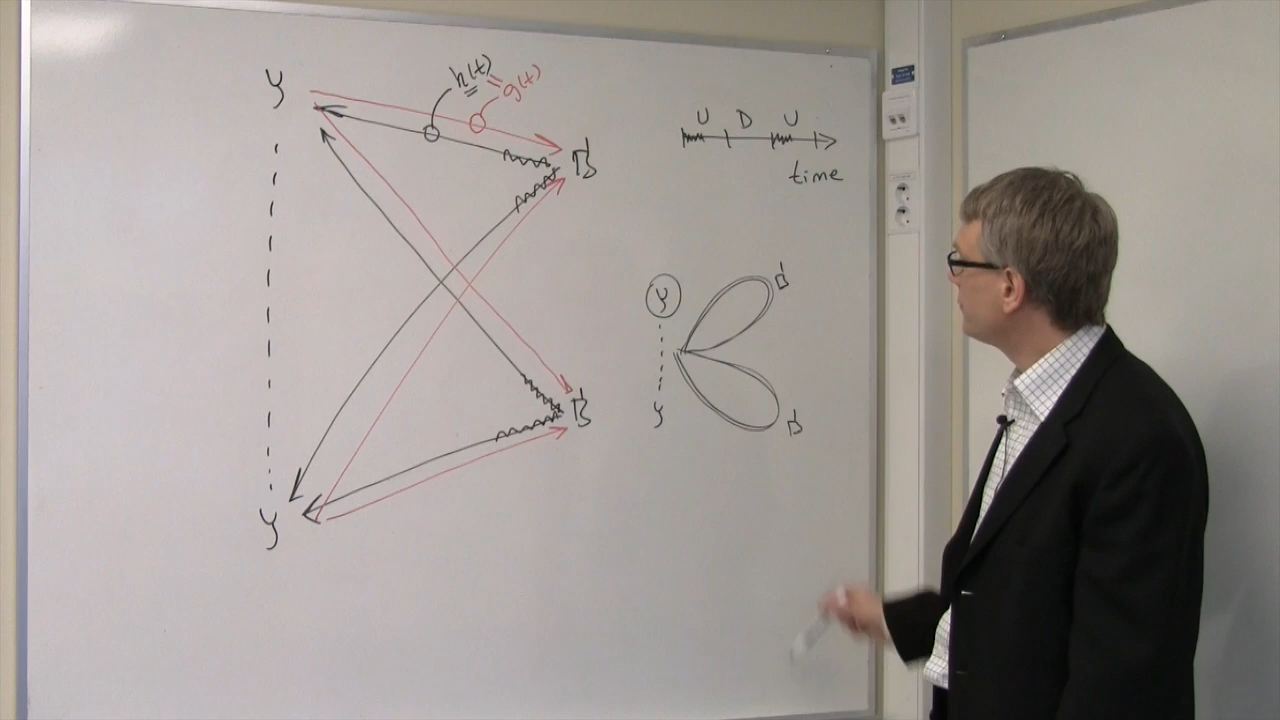 h(t) = g(t)
U D U
time